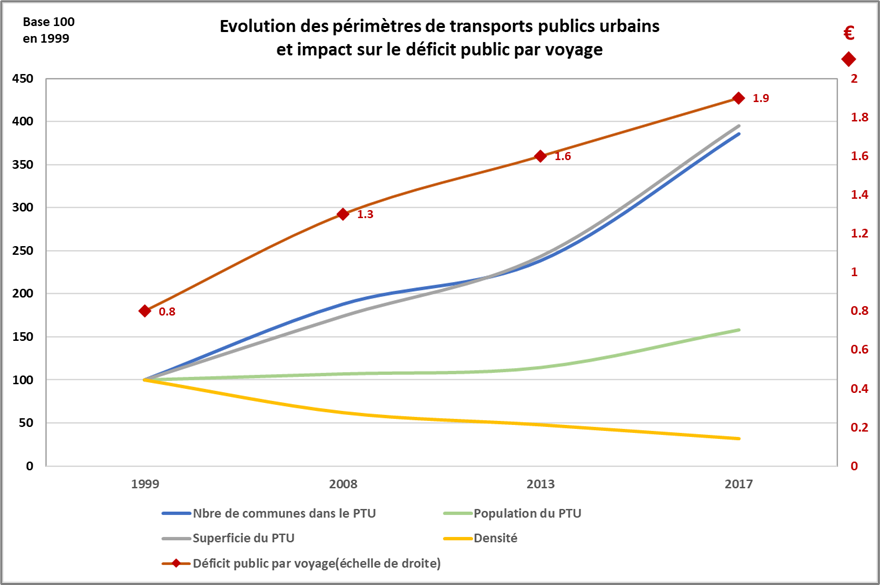 Base 100
en 1999
Evolution des périmètres de transports publics urbains
et impact sur le déficit public par voyage
€
450
400
350
300
250
200
150
100
50
0
2
1.8
1.6
1.4
1.2
1
0.8
0.6
0.4
0.2
0
0.8
1.3
1.6
1.9
1999 2008 2013 2017
Nbre de communes dans le PTU
Population du PTU
Superficie du PTU
Densité
Déficit public par voyage(échelle de droite)